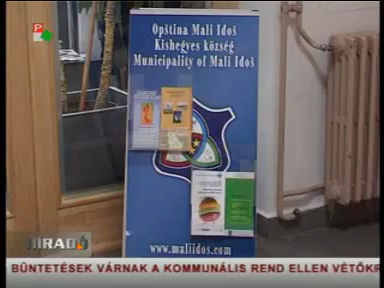 P
Opština Mali Iđoš
Kishegyes község
Municipality of Mali Iđoš
www.maliidos.com
HÍRADÓ
BÜNTETÉSEK VÁRNAK A KOMMUNÁLIS REND ELLEN VÉTŐKR